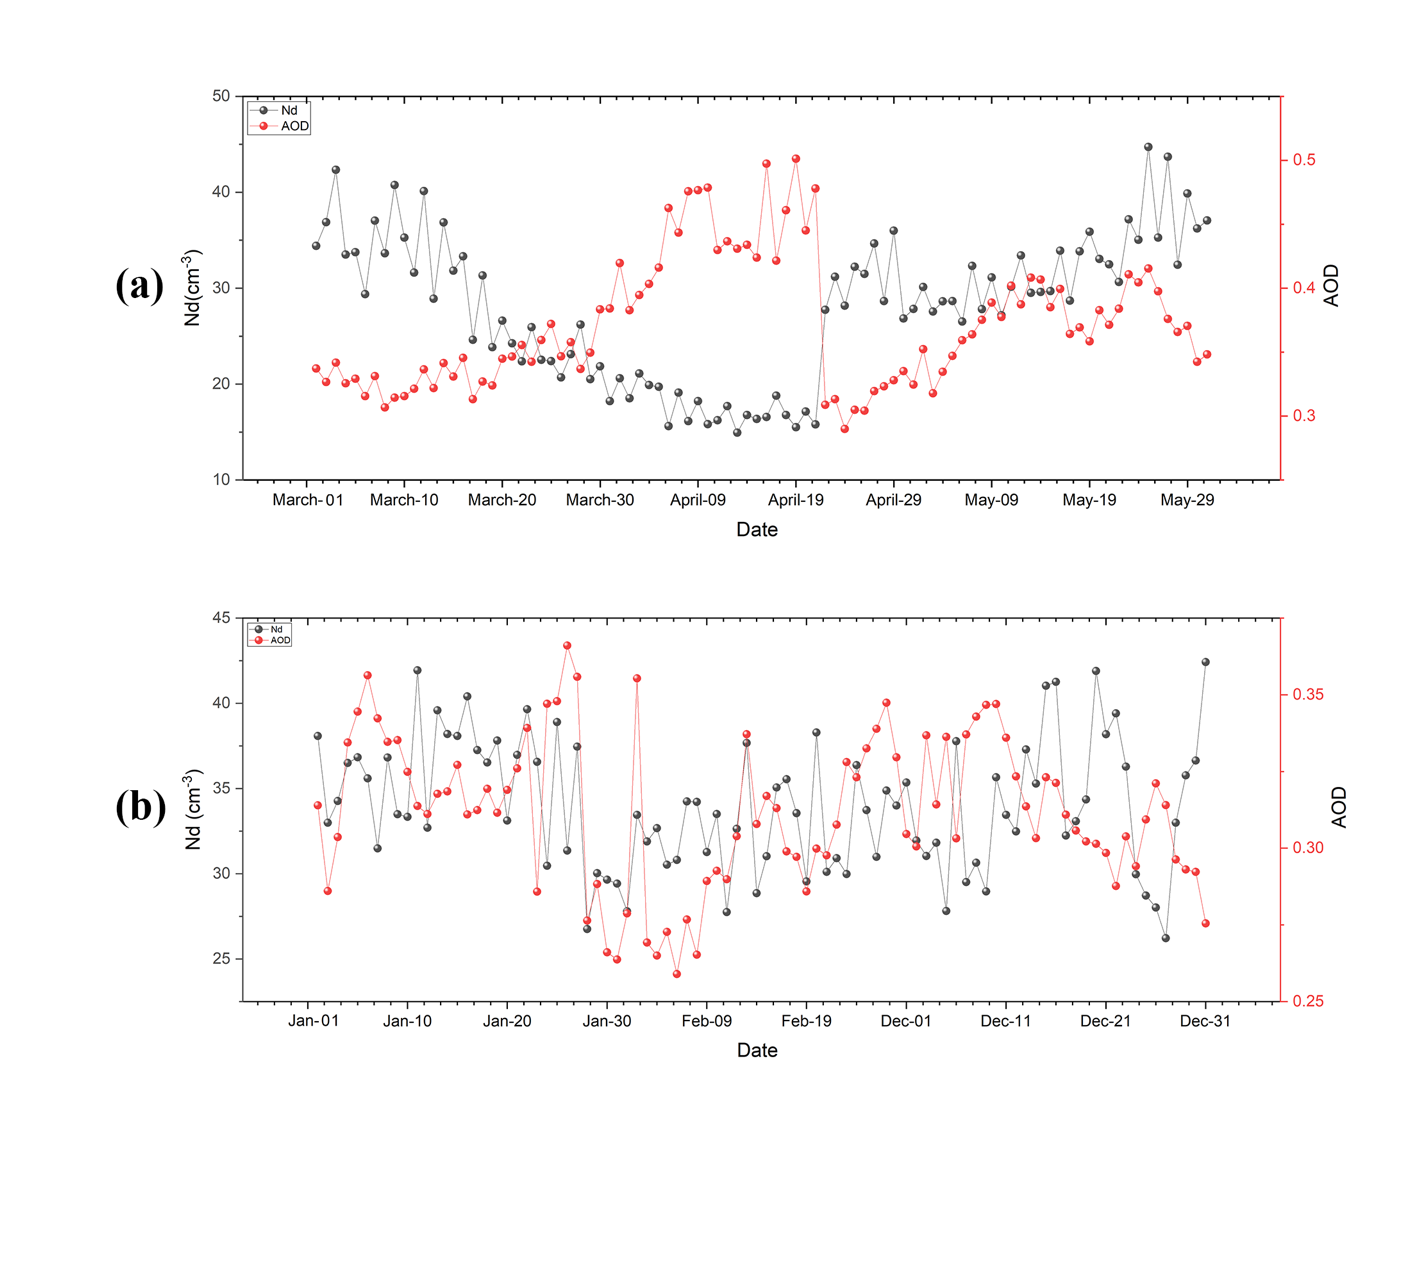 (a)
Nd
AOD
Nd(cm-3)
50
40
30
20
10
AOD
0.5
0.4
0.3
March- 01 March-10 March-20 March-30 April-09 April-19 April-29 May-09 May-19 May-29
Date
(b)
Nd
AOD
Nd (cm-3)
45
40
35
30
25
AOD
0.35
0.30
0.25
Jan-01 Jan-10 Jan-20 Jan-30 Feb-09 Feb-19 Dec-01 Dec-11 Dec-21 Dec-31
Date